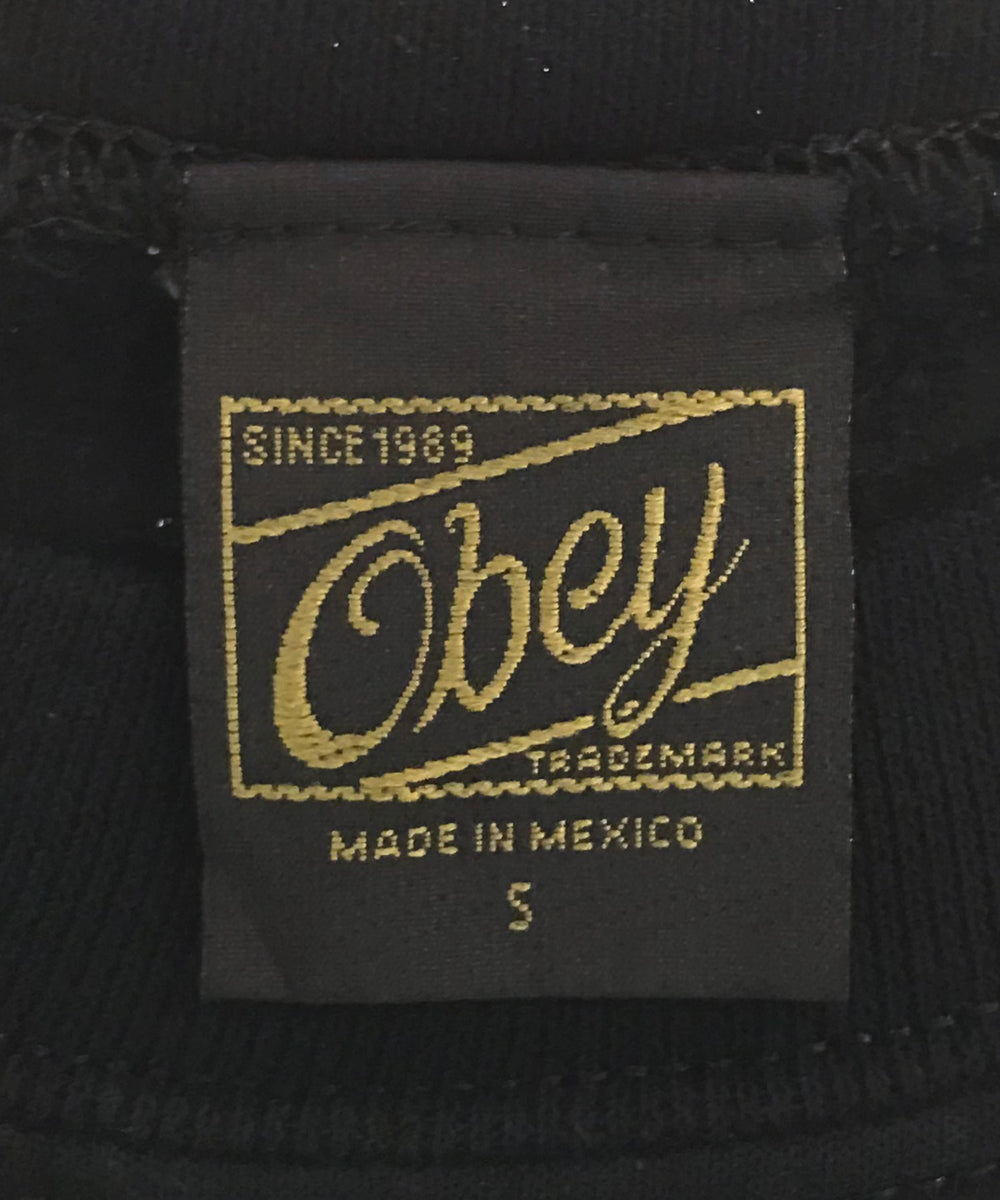 SINCE 1989
Obey
TRADEMARK
MADE IN MEXICO
S